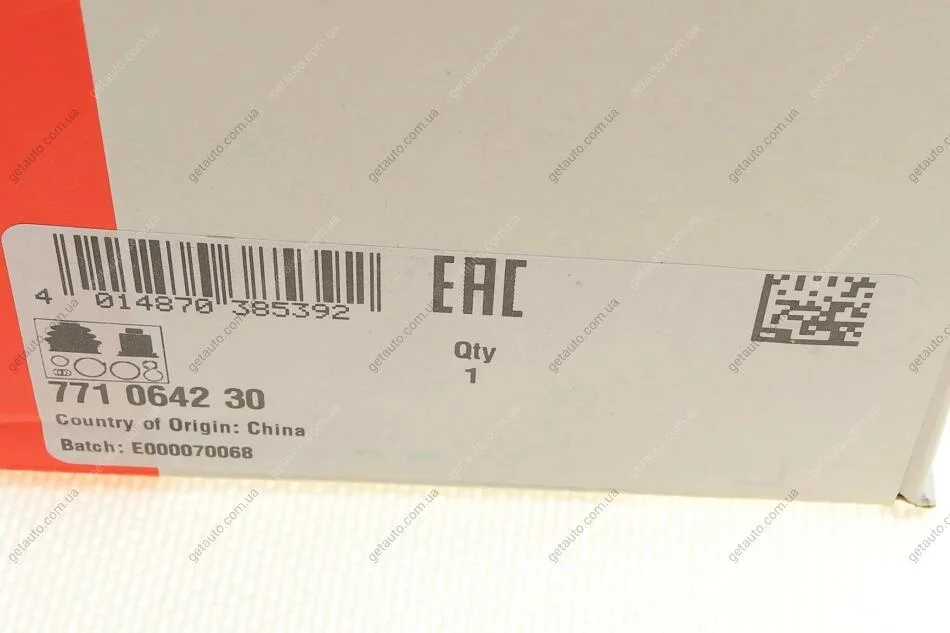 4 014870 385392
EAC
Qty
1
771 0642 30
Country of Origin: China
Batch: E000070068
getauto.com.ua